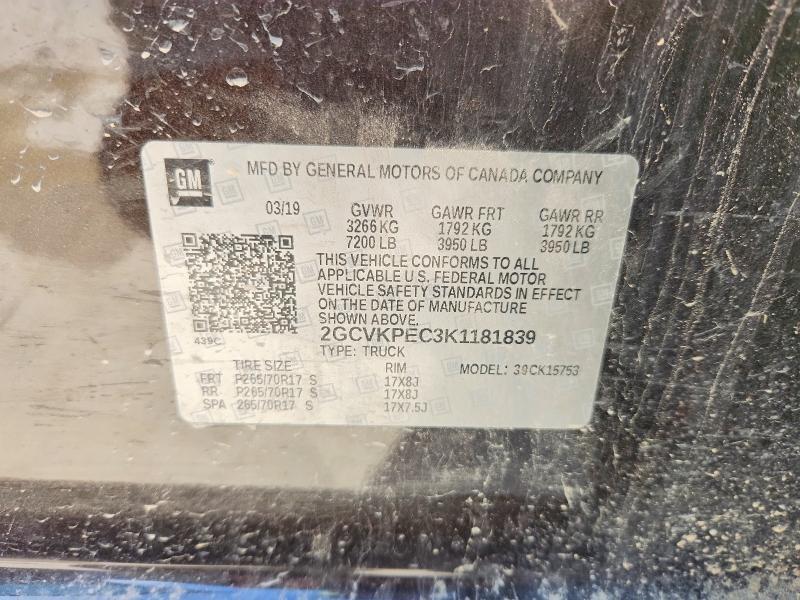 GM
MFD BY GENERAL MOTORS OF CANADA COMPANY
03/19 GVWR GAWR FRT GAWR RR
3266 KG 1792 KG 1792 KG
7200 LB 3950 LB 3950 LB
THIS VEHICLE CONFORMS TO ALL
APPLICABLE U.S. FEDERAL MOTOR
VEHICLE SAFETY STANDARDS IN EFFECT
ON THE DATE OF MANUFACTURE
SHOWN ABOVE.
439C
2GCVKPEC3K1181839
TYPE: TRUCK
TIRE SIZE RIM MODEL: 39CK15753
FRT P265/70R17 S 17X8J
RR P265/70R17 S 17X8J
SPA 265/70R17 S 17X7.5J